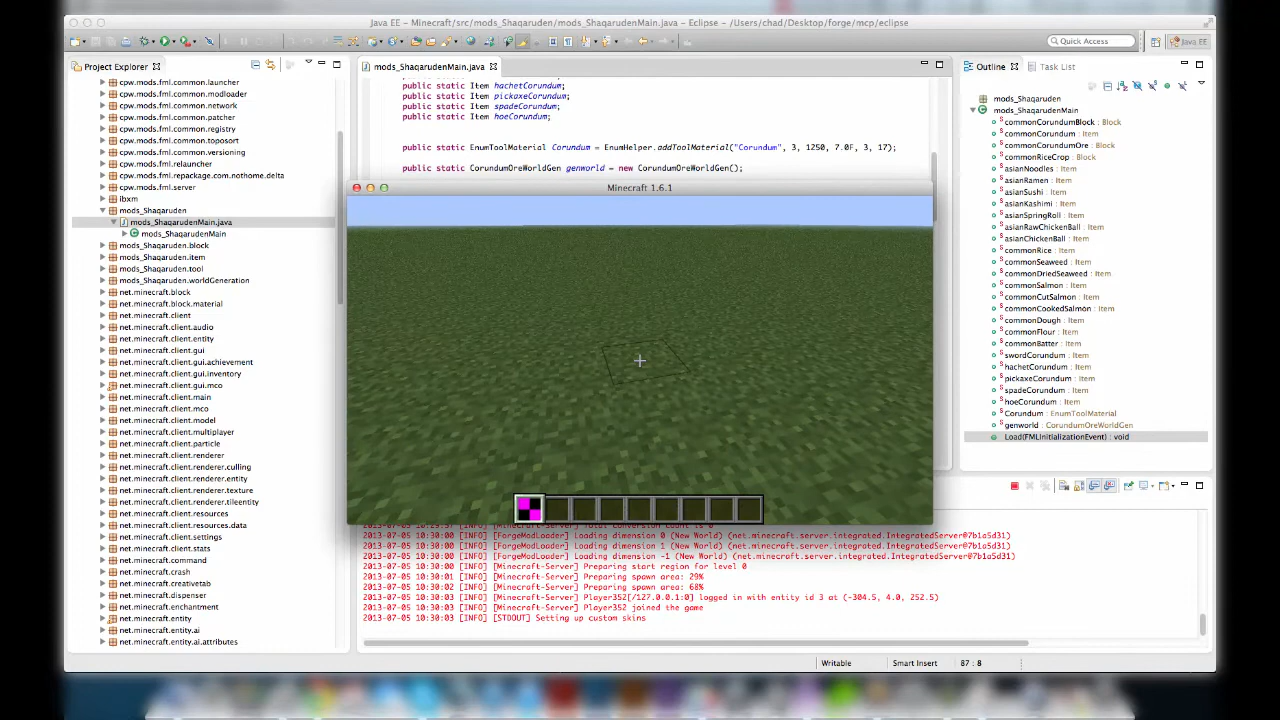 Java EE - Minecraft/src/mods_Shaqaruden/mods_ShaqarudenMain.java - Eclipse - /Users/chad/Desktop/forge/mcp/eclipse
Quick Access
Java EE
Project Explorer
cpw.mods.fml.common.launcher
cpw.mods.fml.common.modloader
cpw.mods.fml.common.network
cpw.mods.fml.common.patcher
cpw.mods.fml.common.registry
cpw.mods.fml.common.toposort
cpw.mods.fml.common.versioning
cpw.mods.fml.relauncher
cpw.mods.fml.repackage.com.nothome.delta
cpw.mods.fml.server
ibxm
mods_Shaqaruden
mods_ShaqarudenMain.java
mods_ShaqarudenMain
mods_Shaqaruden.block
mods_Shaqaruden.item
mods_Shaqaruden.tool
mods_Shaqaruden.worldGeneration
net.minecraft.block
net.minecraft.block.material
net.minecraft.client
net.minecraft.client.audio
net.minecraft.client.entity
net.minecraft.client.gui
net.minecraft.client.gui.achievement
net.minecraft.client.gui.inventory
net.minecraft.client.gui.mco
net.minecraft.client.main
net.minecraft.client.mco
net.minecraft.client.model
net.minecraft.client.multiplayer
net.minecraft.client.particle
net.minecraft.client.renderer
net.minecraft.client.renderer.culling
net.minecraft.client.renderer.entity
net.minecraft.client.renderer.texture
net.minecraft.client.renderer.tileentity
net.minecraft.client.resources
net.minecraft.client.resources.data
net.minecraft.client.settings
net.minecraft.client.stats
net.minecraft.command
net.minecraft.crash
net.minecraft.creativetab
net.minecraft.dispenser
net.minecraft.enchantment
net.minecraft.entity
net.minecraft.entity.ai
net.minecraft.entity.ai.attributes
mods_ShaqarudenMain.java
public static Item hachetCorundum;
public static Item pickaxeCorundum;
public static Item spadeCorundum;
public static Item hoeCorundum;
public static EnumToolMaterial Corundum = EnumHelper.addToolMaterial("Corundum", 3, 1250, 7.0F, 3, 17);
public static CorundumOreWorldGen genworld = new CorundumOreWorldGen();
Minecraft 1.6.1
Outline
Task List
mods_Shaqaruden
mods_ShaqarudenMain
commonCorundumBlock : Block
commonCorundum : Item
commonCorundumOre : Block
commonRiceCrop : Block
asianNoodles : Item
asianRamen : Item
asianSushi : Item
asianKashimi : Item
asianSpringRoll : Item
asianRawChickenBall : Item
asianChickenBall : Item
commonRice : Item
commonSeaweed : Item
commonDriedSeaweed : Item
commonSalmon : Item
commonCutSalmon : Item
commonCookedSalmon : Item
commonDough : Item
commonFlour : Item
commonBatter : Item
swordCorundum : Item
hachetCorundum : Item
pickaxeCorundum : Item
spadeCorundum : Item
hoeCorundum : Item
Corundum : EnumToolMaterial
genworld : CorundumOreWorldGen
Load(FMLInitializationEvent) : void
2013-07-05 10:30:00 [INFO] [ForgeModLoader] Loading dimension 0 (New World) (net.minecraft.server.integrated.IntegratedServer@7b1a5d31)
2013-07-05 10:30:00 [INFO] [ForgeModLoader] Loading dimension 1 (New World) (net.minecraft.server.integrated.IntegratedServer@7b1a5d31)
2013-07-05 10:30:00 [INFO] [ForgeModLoader] Loading dimension -1 (New World) (net.minecraft.server.integrated.IntegratedServer@7b1a5d31)
2013-07-05 10:30:00 [INFO] [Minecraft-Server] Preparing start region for level 0
2013-07-05 10:30:01 [INFO] [Minecraft-Server] Preparing spawn area: 29%
2013-07-05 10:30:02 [INFO] [Minecraft-Server] Preparing spawn area: 68%
2013-07-05 10:30:03 [INFO] [Minecraft-Server] Player352[/127.0.0.1:0] logged in with entity id 3 at (-304.5, 4.0, 252.5)
2013-07-05 10:30:03 [INFO] [Minecraft-Server] Player352 joined the game
2013-07-05 10:30:03 [INFO] [STDOUT] Setting up custom skins
Writable
Smart Insert
87 : 8